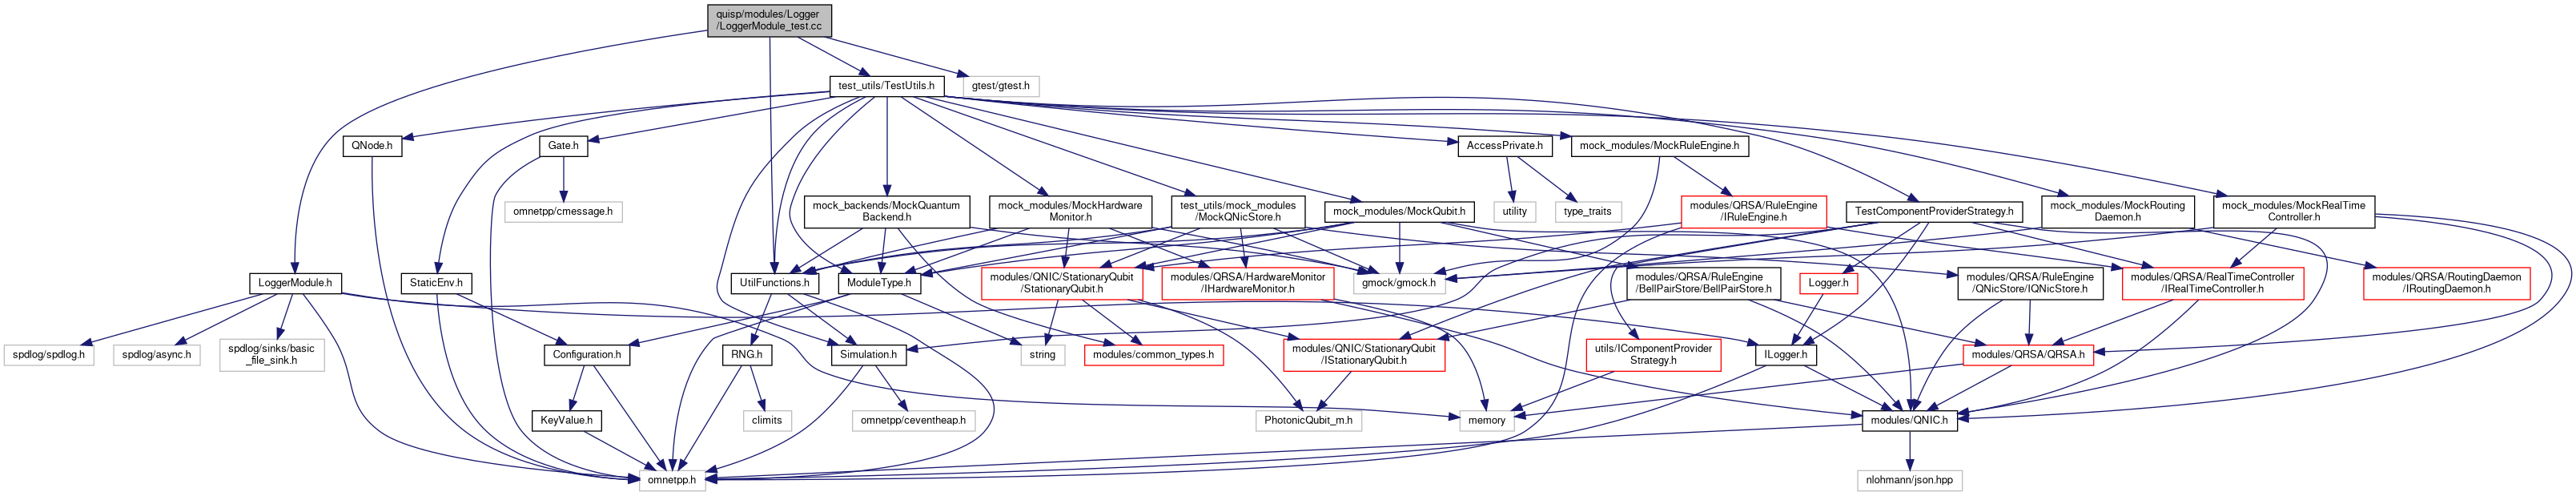 quisp/modules/Logger
/LoggerModule_test.cc
test_utils/TestUtils.h
gtest/gtest.h
QNode.h
Gate.h
AccessPrivate.h
mock_modules/MockRuleEngine.h
omnetpp/cmessage.h
mock_backends/MockQuantum
Backend.h
mock_modules/MockHardware
Monitor.h
test_utils/mock_modules
/MockQNicStore.h
mock_modules/MockQubit.h
utility
type_traits
modules/QRSA/RuleEngine
/IRuleEngine.h
TestComponentProviderStrategy.h
mock_modules/MockRouting
Daemon.h
mock_modules/MockRealTime
Controller.h
LoggerModule.h
StaticEnv.h
UtilFunctions.h
ModuleType.h
modules/QNIC/StationaryQubit
/StationaryQubit.h
modules/QRSA/HardwareMonitor
/IHardwareMonitor.h
gmock/gmock.h
modules/QRSA/RuleEngine
/BellPairStore/BellPairStore.h
Logger.h
modules/QRSA/RuleEngine
/QNicStore/IQNicStore.h
modules/QRSA/RealTimeController
/IRealTimeController.h
modules/QRSA/RoutingDaemon
/IRoutingDaemon.h
spdlog/spdlog.h
spdlog/async.h
spdlog/sinks/basic
_file_sink.h
Configuration.h
RNG.h
Simulation.h
string
modules/common_types.h
modules/QNIC/StationaryQubit
/IStationaryQubit.h
utils/IComponentProvider
Strategy.h
ILogger.h
modules/QRSA/QRSA.h
KeyValue.h
climits
omnetpp/ceventheap.h
PhotonicQubit_m.h
memory
modules/QNIC.h
omnetpp.h
nlohmann/json.hpp